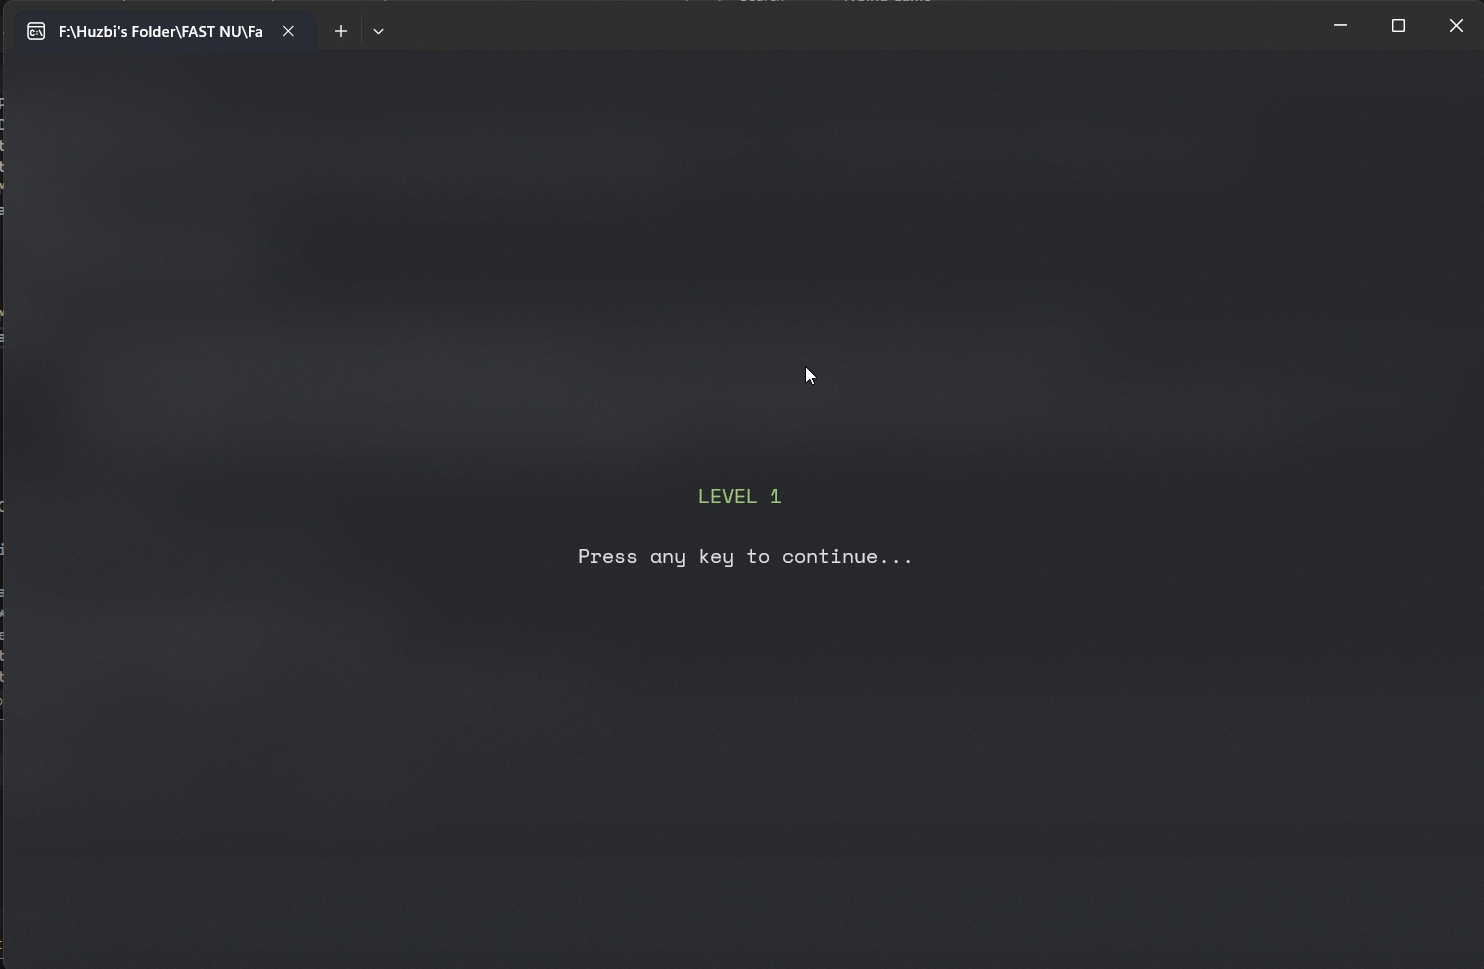 F:\Huzbi's Folder\FAST NU\Fa
LEVEL 1
Press any key to continue...